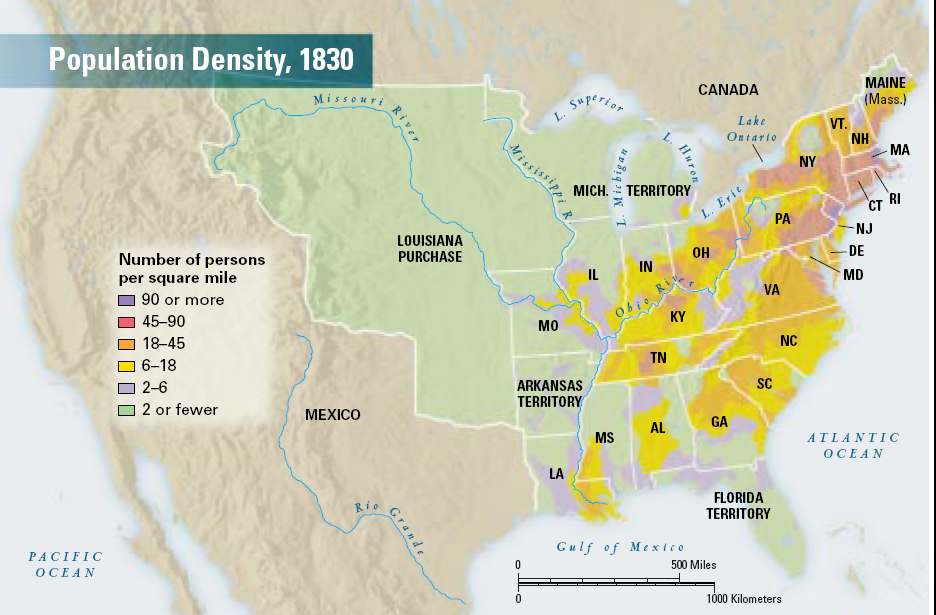 Population Density, 1830
Missouri River
Mississippi R.
L. Superior
CANADA
MAINE
(Mass.)
Lake
Ontario
VT.
NH
MA
NY
L. Michigan
L. Huron
MICH. TERRITORY
L. Erie
CT
RI
PA
NJ
LOUISIANA
PURCHASE
OH
DE
MD
IL
IN
VA
Ohio River
MO
KY
NC
TN
ARKANSAS
TERRITORY
SC
MEXICO
MS
AL
GA
ATLANTIC
OCEAN
LA
FLORIDA
TERRITORY
Rio Grande
Gulf of Mexico
PACIFIC
OCEAN
Number of persons
per square mile
90 or more
45–90
18–45
6–18
2–6
2 or fewer
0 500 Miles
0 1000 Kilometers